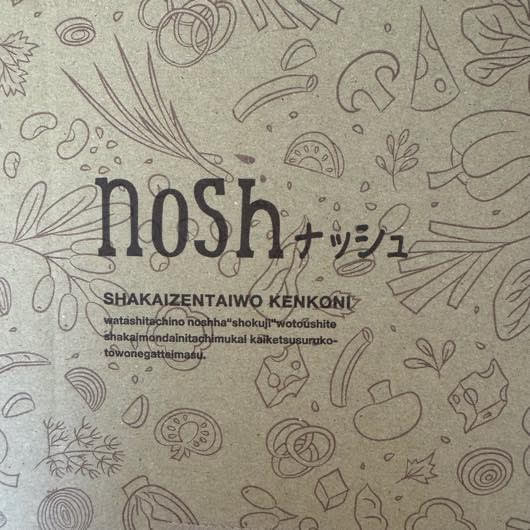 nosh ナッシュ
SHAKAIZENTAIWO KENKONI
watashitachino noshha"shokuji"wotoushite
shakaimondainitachimukai kaiketsusuruko-
towonegatteimasu.